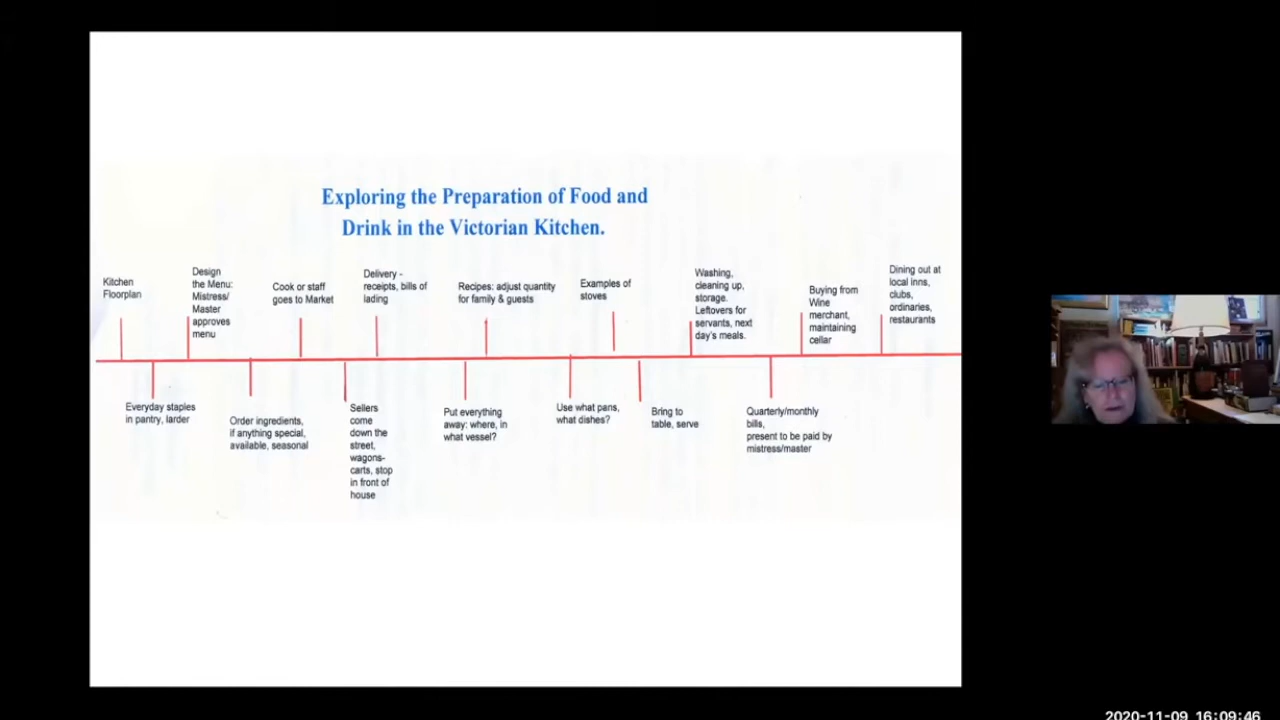 Exploring the Preparation of Food and
Drink in the Victorian Kitchen.
Kitchen
Floorplan
Design
the Menu:
Mistress/
Master
approves
menu
Cook or staff
goes to Market
Delivery -
receipts, bills of
lading
Recipes: adjust quantity
for family & guests
Examples of
stoves
Washing,
cleaning up,
storage.
Leftovers for
servants, next
day's meals.
Buying from
Wine
merchant,
maintaining
cellar
Dining out at
local Inns,
clubs,
ordinaries,
restaurants
Everyday staples
in pantry, larder
Order ingredients,
if anything special,
available, seasonal
Sellers
come
down the
street,
wagons-
carts, stop
in front of
house
Put everything
away: where, in
what vessel?
Use what pans,
what dishes?
Bring to
table, serve
Quarterly/monthly
bills,
present to be paid by
mistress/master
2020-11-09 16:09:46